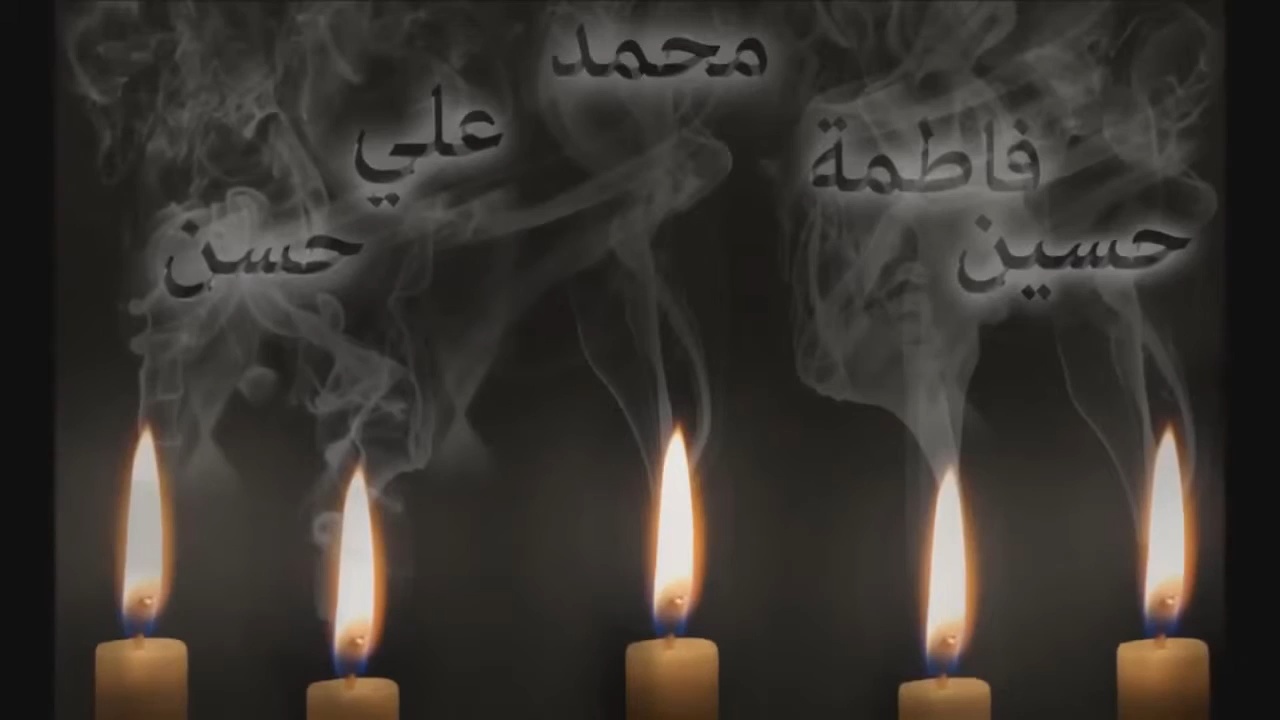 محمد
علي
فاطمة
حسن
حسين